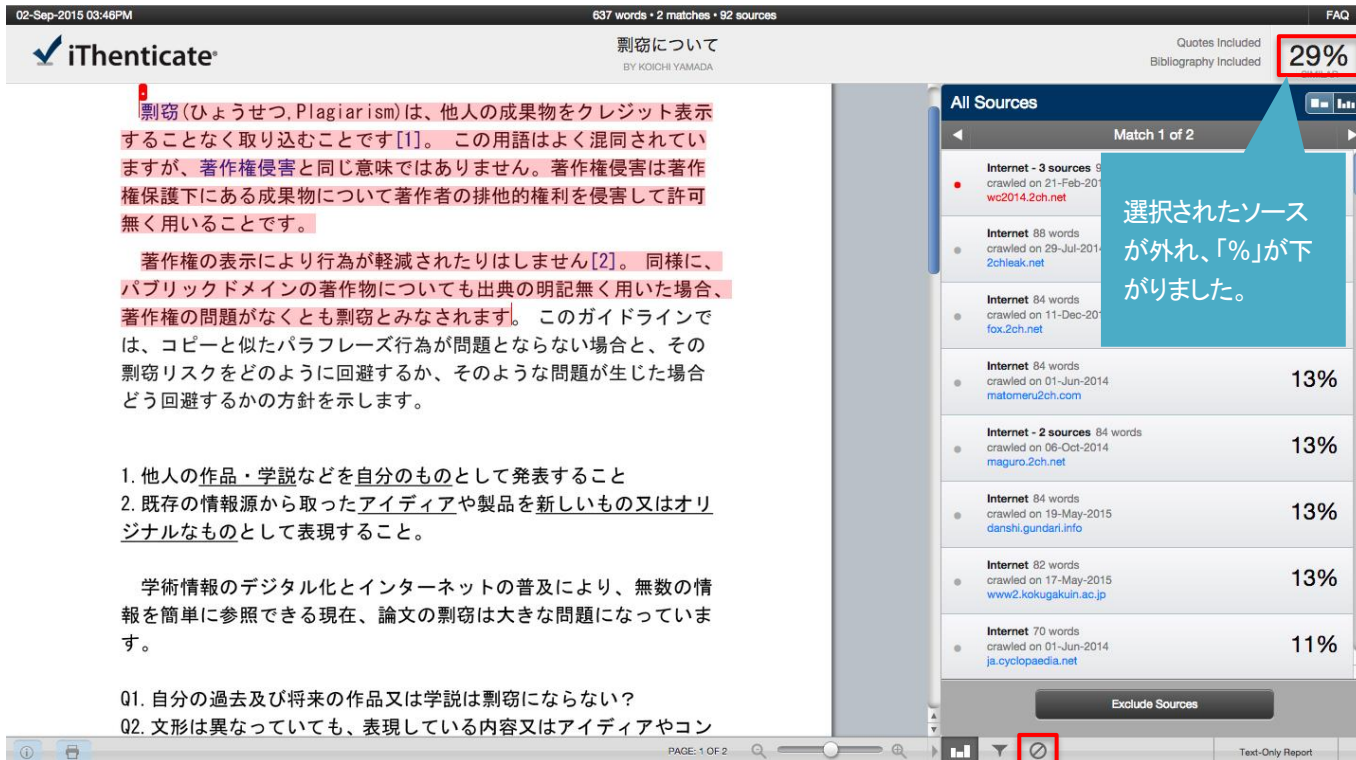 02-Sep-2015 03:46PM
637 words • 2 matches • 92 sources
FAQ
iThenticate®
剽窃について
BY KOICHI YAMADA
Quotes Included
Bibliography Included
29%
SIMILAR
剽窃(ひょうせつ,Plagiarism)は、他人の成果物をクレジット表示
することなく取り込むことです[1]。 この用語はよく混同されてい
ますが、著作権侵害と同じ意味ではありません。著作権侵害は著作
権保護下にある成果物について著作者の排他的権利を侵害して許可
無く用いることです。
著作権の表示により行為が軽減されたりはしません[2]。 同様に、
パブリックドメインの著作物についても出典の明記無く用いた場合、
著作権の問題がなくとも剽窃とみなされます。 このガイドラインで
は、コピーと似たパラフレーズ行為が問題とならない場合と、その
剽窃リスクをどのように回避するか、そのような問題が生じた場合
どう回避するかの方針を示します。
1.他人の作品・学説などを自分のものとして発表すること
2.既存の情報源から取ったアイディアや製品を新しいもの又はオリ
ジナルなものとして表現すること。
学術情報のデジタル化とインターネットの普及により、無数の情
報を簡単に参照できる現在、論文の剽窃は大きな問題になっていま
す。
Q1.自分の過去及び将来の作品又は学説は剽窃にならない?
Q2.文形は異なっていても、表現している内容又はアイディアやコン
PAGE: 1 OF 2
All Sources
Match 1 of 2
Internet - 3 sources 9
crawled on 21-Feb-201
wc2014.2ch.net
Internet 88 words
crawled on 29-Jul-2014
2chleak.net
Internet 84 words
crawled on 11-Dec-201
fox.2ch.net
選択されたソース
が外れ、「%」が下
がりました。
Internet 84 words
crawled on 01-Jun-2014
matomeru2ch.com
13%
Internet - 2 sources 84 words
crawled on 06-Oct-2014
maguro.2ch.net
13%
Internet 84 words
crawled on 19-May-2015
danshi.gundari.info
13%
Internet 82 words
crawled on 17-May-2015
www2.kokugakuin.ac.jp
13%
Internet 70 words
crawled on 01-Jun-2014
ja.cyclopaedia.net
11%
Exclude Sources
Text-Only Report